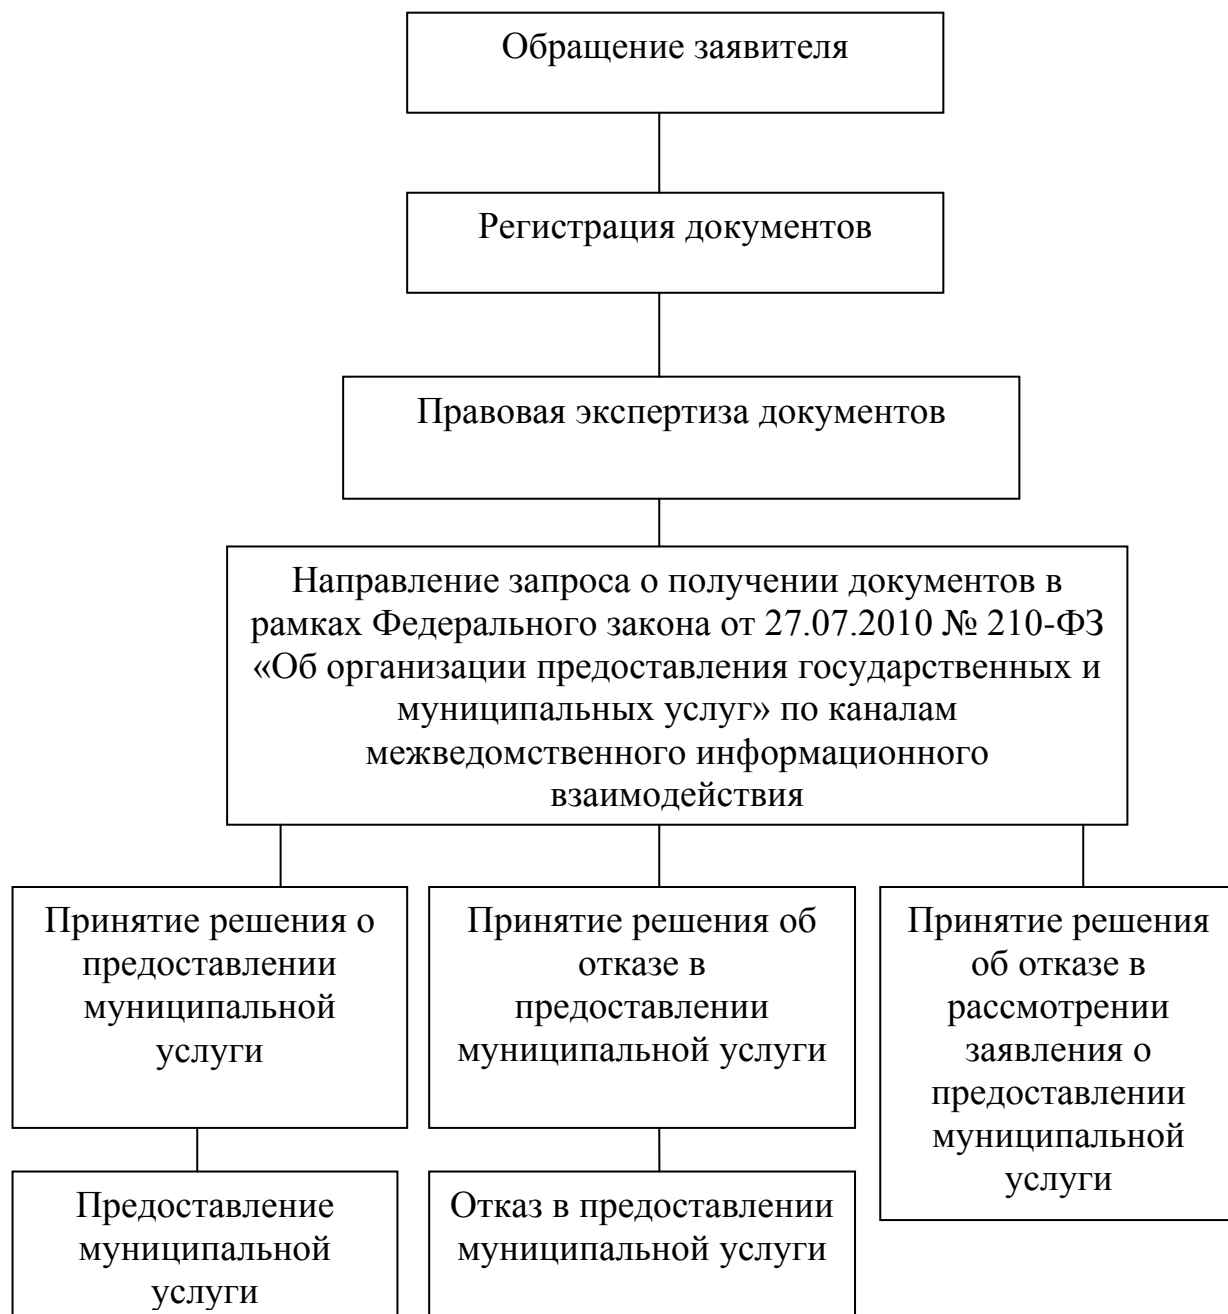 Обращение заявителя
Регистрация документов
Правовая экспертиза документов
Направление запроса о получении документов в
рамках Федерального закона от 27.07.2010 № 210-ФЗ
«Об организации предоставления государственных и
муниципальных услуг» по каналам
межведомственного информационного
взаимодействия
Принятие решения о
предоставлении
муниципальной
услуги
Принятие решения об
отказе в
предоставлении
муниципальной услуги
Принятие решения
об отказе в
рассмотрении
заявления о
предоставлении
муниципальной
услуги
Предоставление
муниципальной
услуги
Отказ в предоставлении
муниципальной услуги